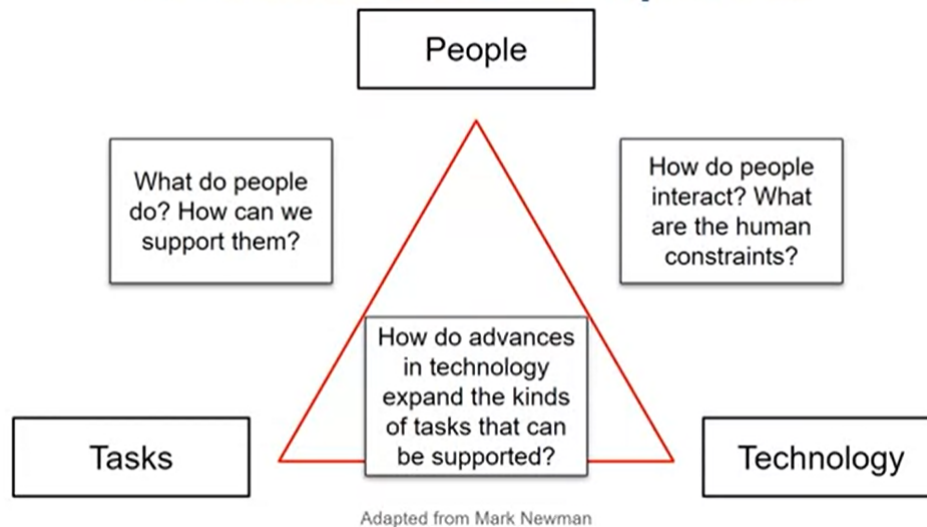 People
What do people
do? How can we
support them?
How do people
interact? What
are the human
constraints?
How do advances
in technology
expand the kinds
of tasks that can
be supported?
Tasks
Technology
Adapted from Mark Newman